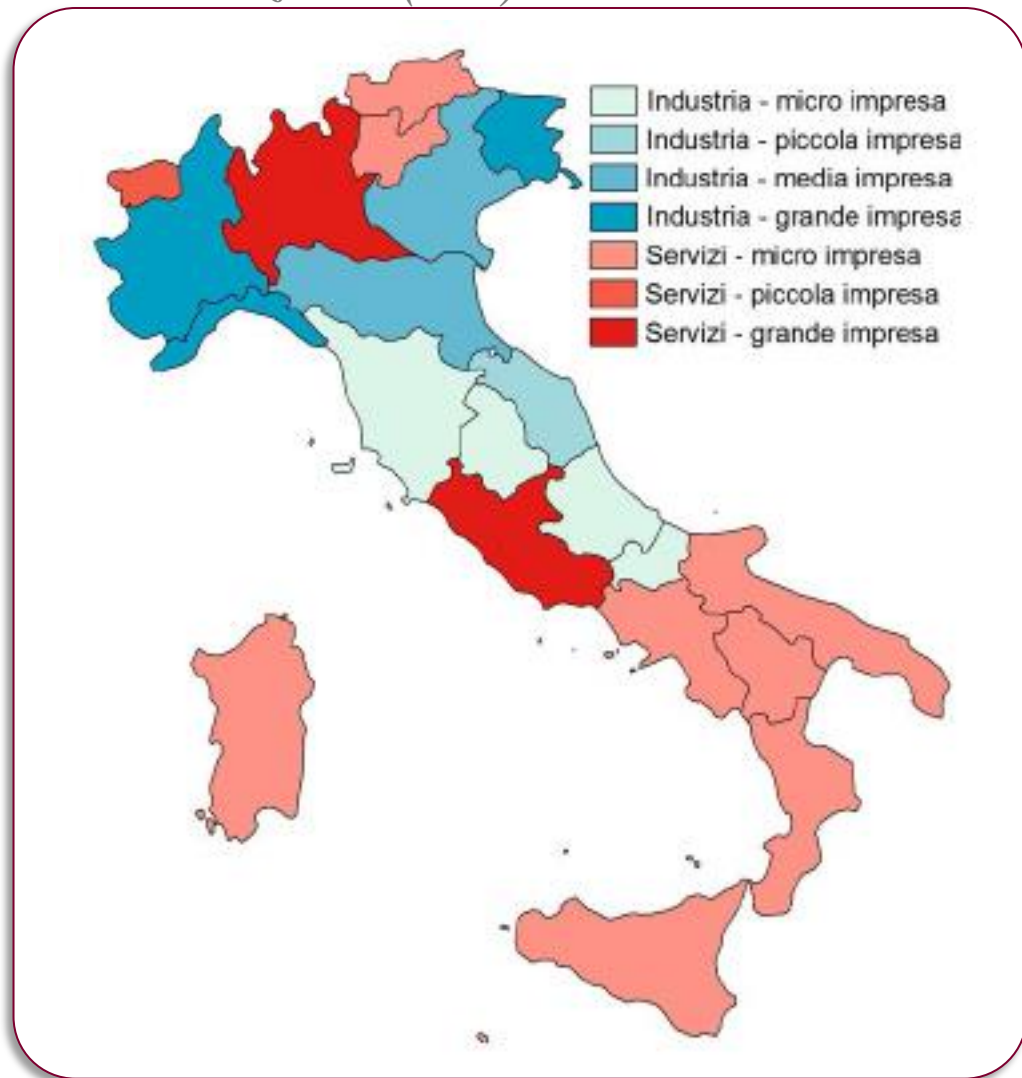 Industria - micro impresa
Industria - piccola impresa
Industria - media impresa
Industria - grande impresa
Servizi - micro impresa
Servizi - piccola impresa
Servizi - grande impresa